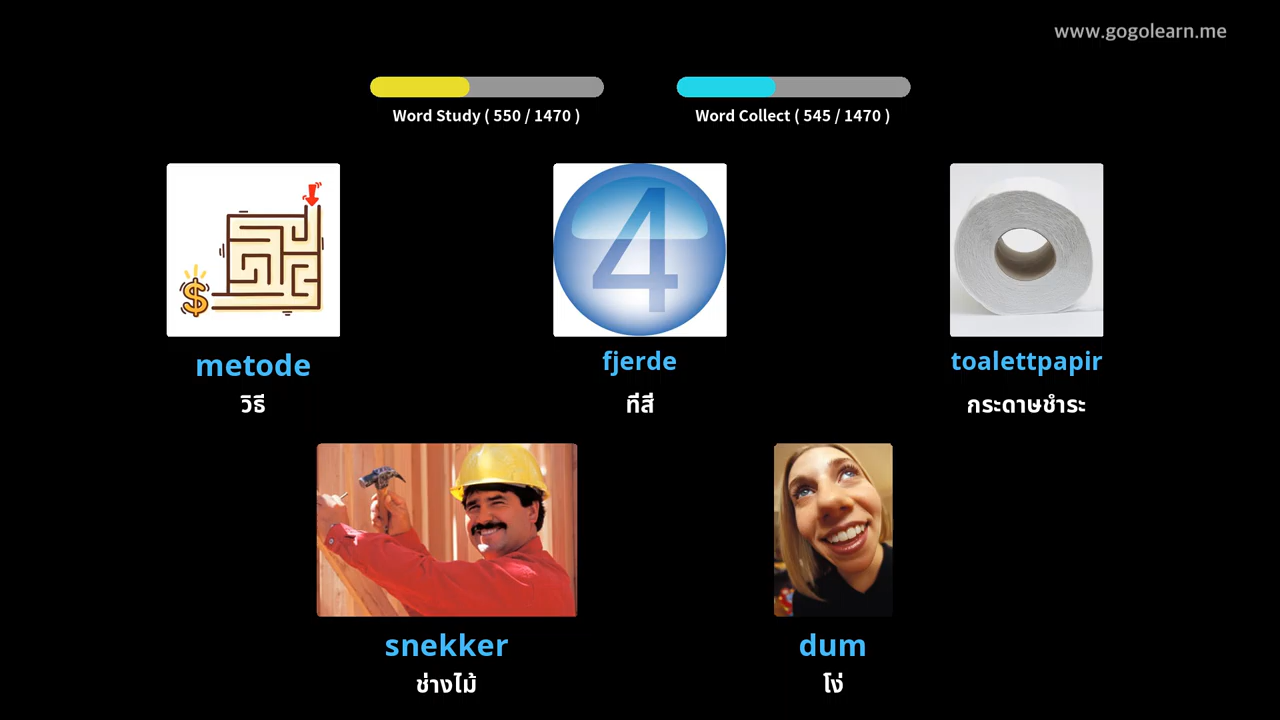 www.gogolearn.me
Word Study ( 550 / 1470 )
Word Collect ( 545 / 1470 )
4
metode
fjerde
toalettpapir
วิธี
ที่สี่
กระดาษชำระ
snekker
dum
ช่างไม้
โง่